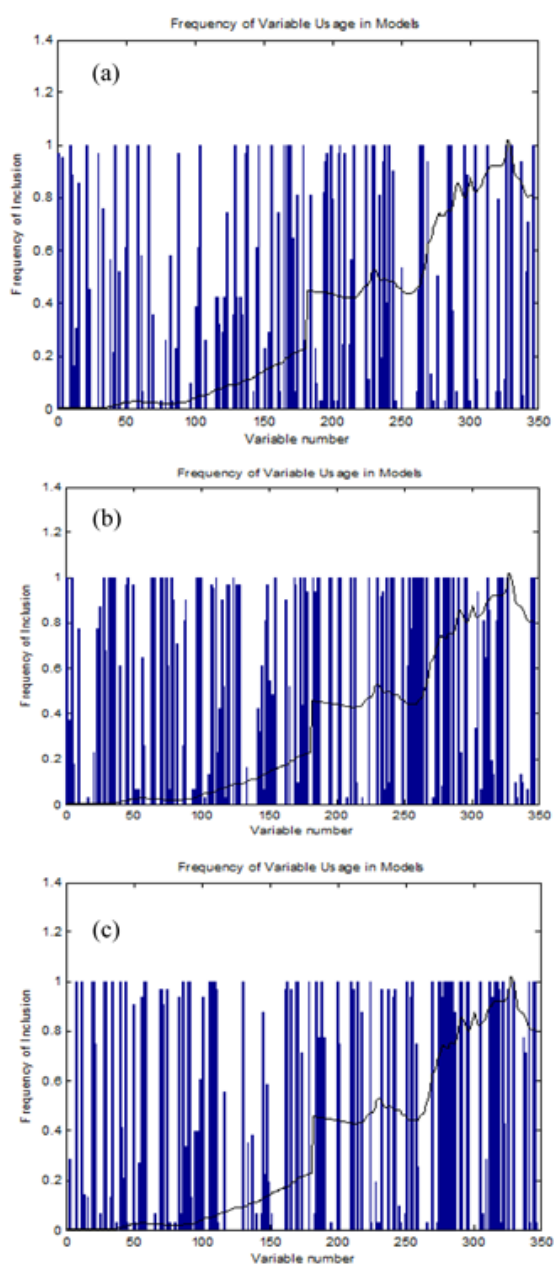 Frequency of Variable Usage in Models
(a)
1.4
1.2
1
0.8
0.6
0.4
0.2
0
Frequency of Inclusion
0 50 100 150 200 250 300 350
Variable number
Frequency of Variable Usage in Models
(b)
1.4
1.2
1
0.8
0.6
0.4
0.2
0
Frequency of Inclusion
0 50 100 150 200 250 300 350
Variable number
Frequency of Variable Usage in Models
(c)
1.4
1.2
1
0.8
0.6
0.4
0.2
0
Frequency of Inclusion
0 50 100 150 200 250 300 350
Variable number